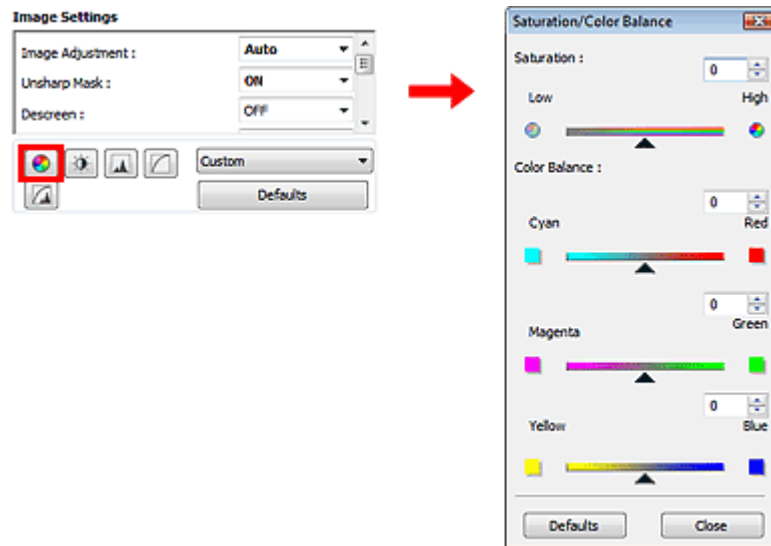 Image Settings
Image Adjustment : Auto
Unsharp Mask : ON
Descreen : OFF
Custom
Defaults
Saturation/Color Balance
Saturation :
0
Low High
Color Balance :
0
Cyan Red
0
Magenta Green
0
Yellow Blue
Defaults Close